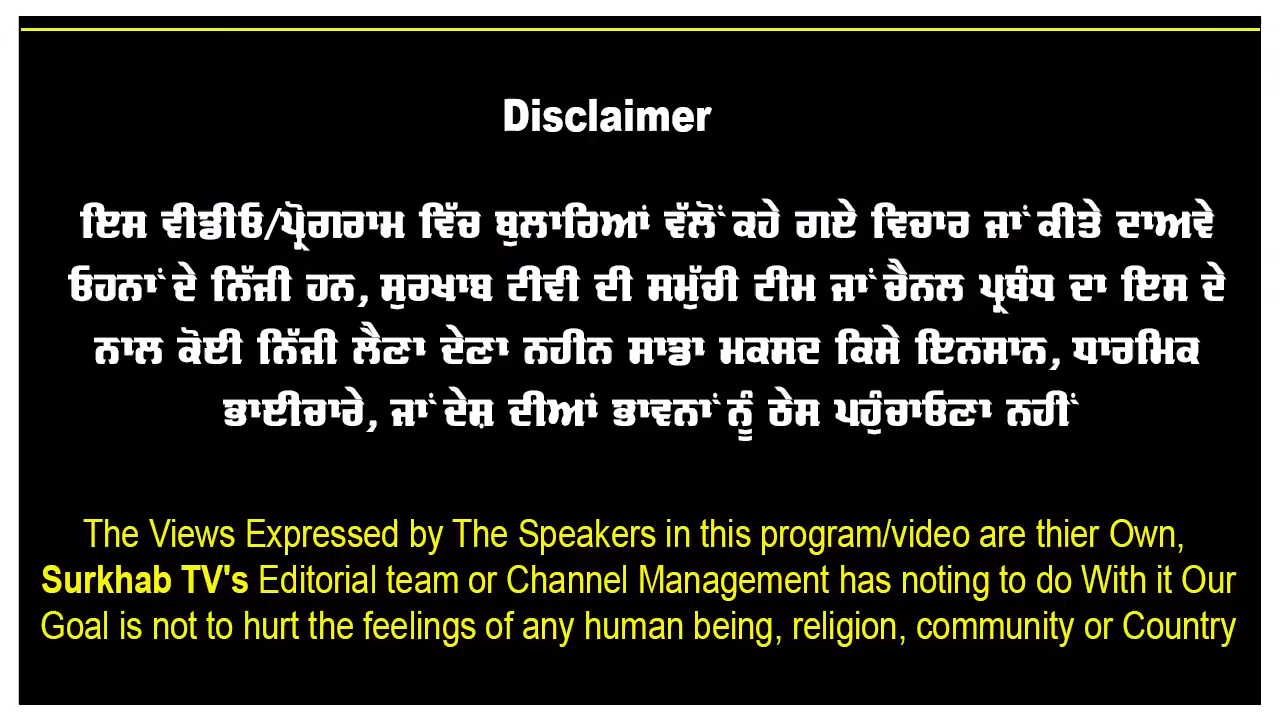 Disclaimer
ਇਸ ਵੀਡੀਓ/ਪ੍ਰੋਗਰਾਮ ਵਿੱਚ ਬੁਲਾਰਿਆਂ ਵੱਲੋਂ ਕਹੇ ਗਏ ਵਿਚਾਰ ਜਾਂ ਕੀਤੇ ਦਾਅਵੇ
ਓਹਨਾਂ ਦੇ ਨਿੱਜੀ ਹਨ, ਸੁਰਖਾਬ ਟੀਵੀ ਦੀ ਸਮੁੱਚੀ ਟੀਮ ਜਾਂ ਚੈਨਲ ਪ੍ਰਬੰਧ ਦਾ ਇਸ ਦੇ
ਨਾਲ ਕੋਈ ਨਿੱਜੀ ਲੈਣਾ ਦੇਣਾ ਨਹੀਨ ਸਾਡਾ ਮਕਸਦ ਕਿਸੇ ਇਨਸਾਨ, ਧਾਰਮਿਕ
ਭਾਈਚਾਰੇ, ਜਾਂ ਦੇਸ਼ ਦੀਆਂ ਭਾਵਨਾਂ ਨੂੰ ਠੇਸ ਪਹੁੰਚਾਓਣਾ ਨਹੀਂ
The Views Expressed by The Speakers in this program/video are thier Own,
Surkhab TV's Editorial team or Channel Management has noting to do With it Our
Goal is not to hurt the feelings of any human being, religion, community or Country